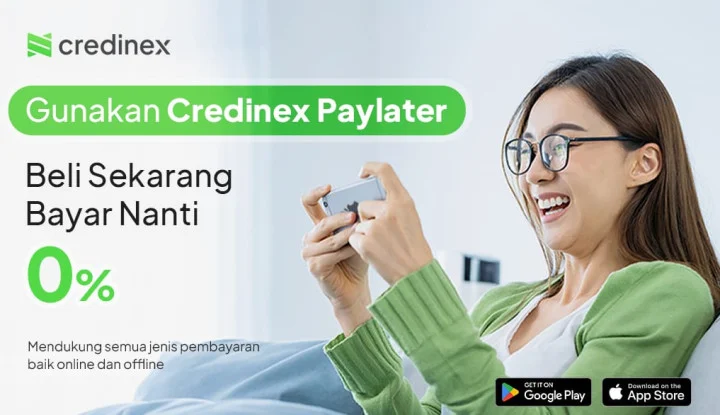 credinex
Gunakan Credinex Paylater
Beli Sekarang
Bayar Nanti
0%
Mendukung semua jenis pembayaran
baik online dan offline
GET IT ON
Google Play
Download on the
App Store